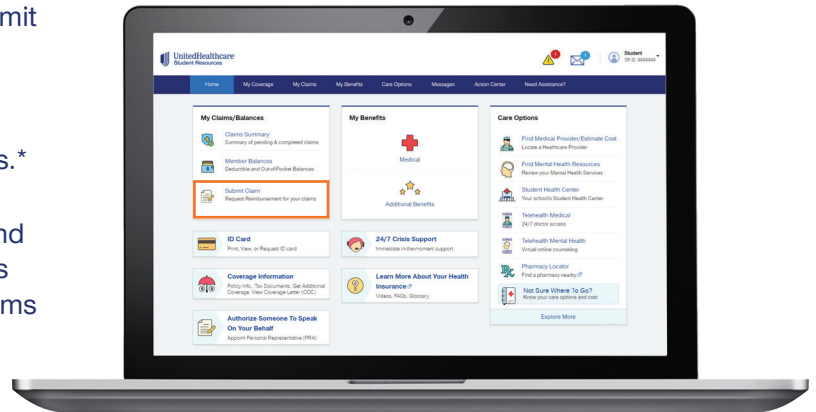 mit
s.*
nd
s
ms
UnitedHealthcare
Student Resources
1
1
Student
SR ID: 0000000
Home
My Coverage
My Claims
My Benefits
Care Options
Messages
Action Center
Need Assistance?
My Claims/Balances
Claims Summary
Summary of pending & completed claims
Member Balances
Deductible and Out-of-Pocket Balances
Submit Claim
Request Reimbursement for your claims
ID Card
Print, View, or Request ID card
Coverage Information
Policy Info., Tax Documents, Get Additional
Coverage, View Coverage Letter (COC)
Authorize Someone To Speak
On Your Behalf
Appoint Personal Representative (PRA)
My Benefits
Medical
Additional Benefits
24/7 Crisis Support
Immediate in-the-moment support
Learn More About Your Health
Insurance
Videos, FAQs, Glossary
Care Options
Find Medical Provider/Estimate Cost
Locate a Healthcare Provider
Find Mental Health Resources
Review your Mental Health Services
Student Health Center
Your school's Student Health Center
Telehealth Medical
24/7 doctor access
Telehealth Mental Health
Virtual online counseling
Pharmacy Locator
Find a pharmacy nearby
Not Sure Where To Go?
Know your care options and cost
Explore More